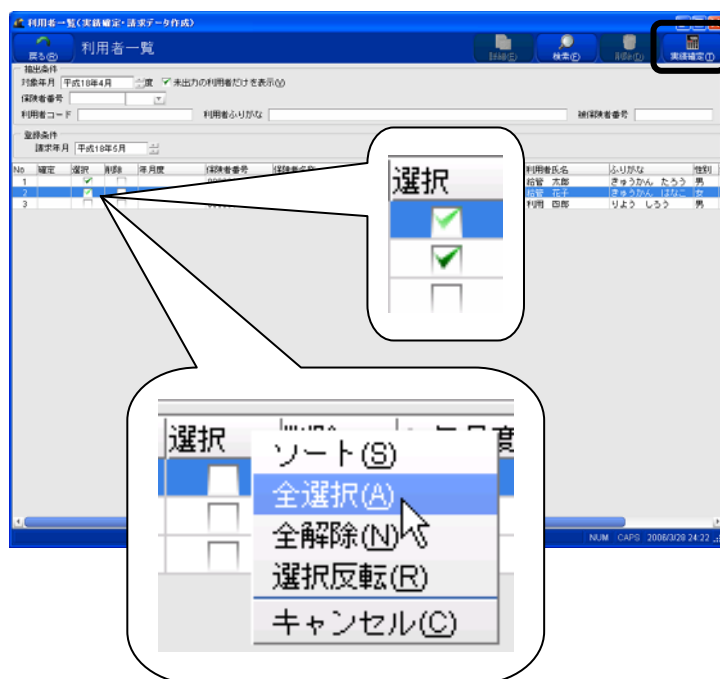 利用者一覧(実績確定・請求データ作成)
戻る(B) 利用者一覧 詳細(E) 検索(F) 削除(D) 実績確定(T)
抽出条件
対象年月 平成18年4月 度 未出力の利用者だけを表示(V)
保険者番号
利用者コード 利用者ふりがな 被保険者番号
登録条件
請求年月 平成18年5月
No 確定 選択 削除 年月度 保険者番号 利用者氏名 ふりがな 性別
1 給管 太郎 きゅうかん たろう 男
2 給管 花子 きゅうかん はなこ 女
3 利用 四郎 りよう しろう 男
選択
選択
ソート(S)
全選択(A)
全解除(N)
選択反転(R)
キャンセル(C)
NUM CAPS 2006/3/28 24:22